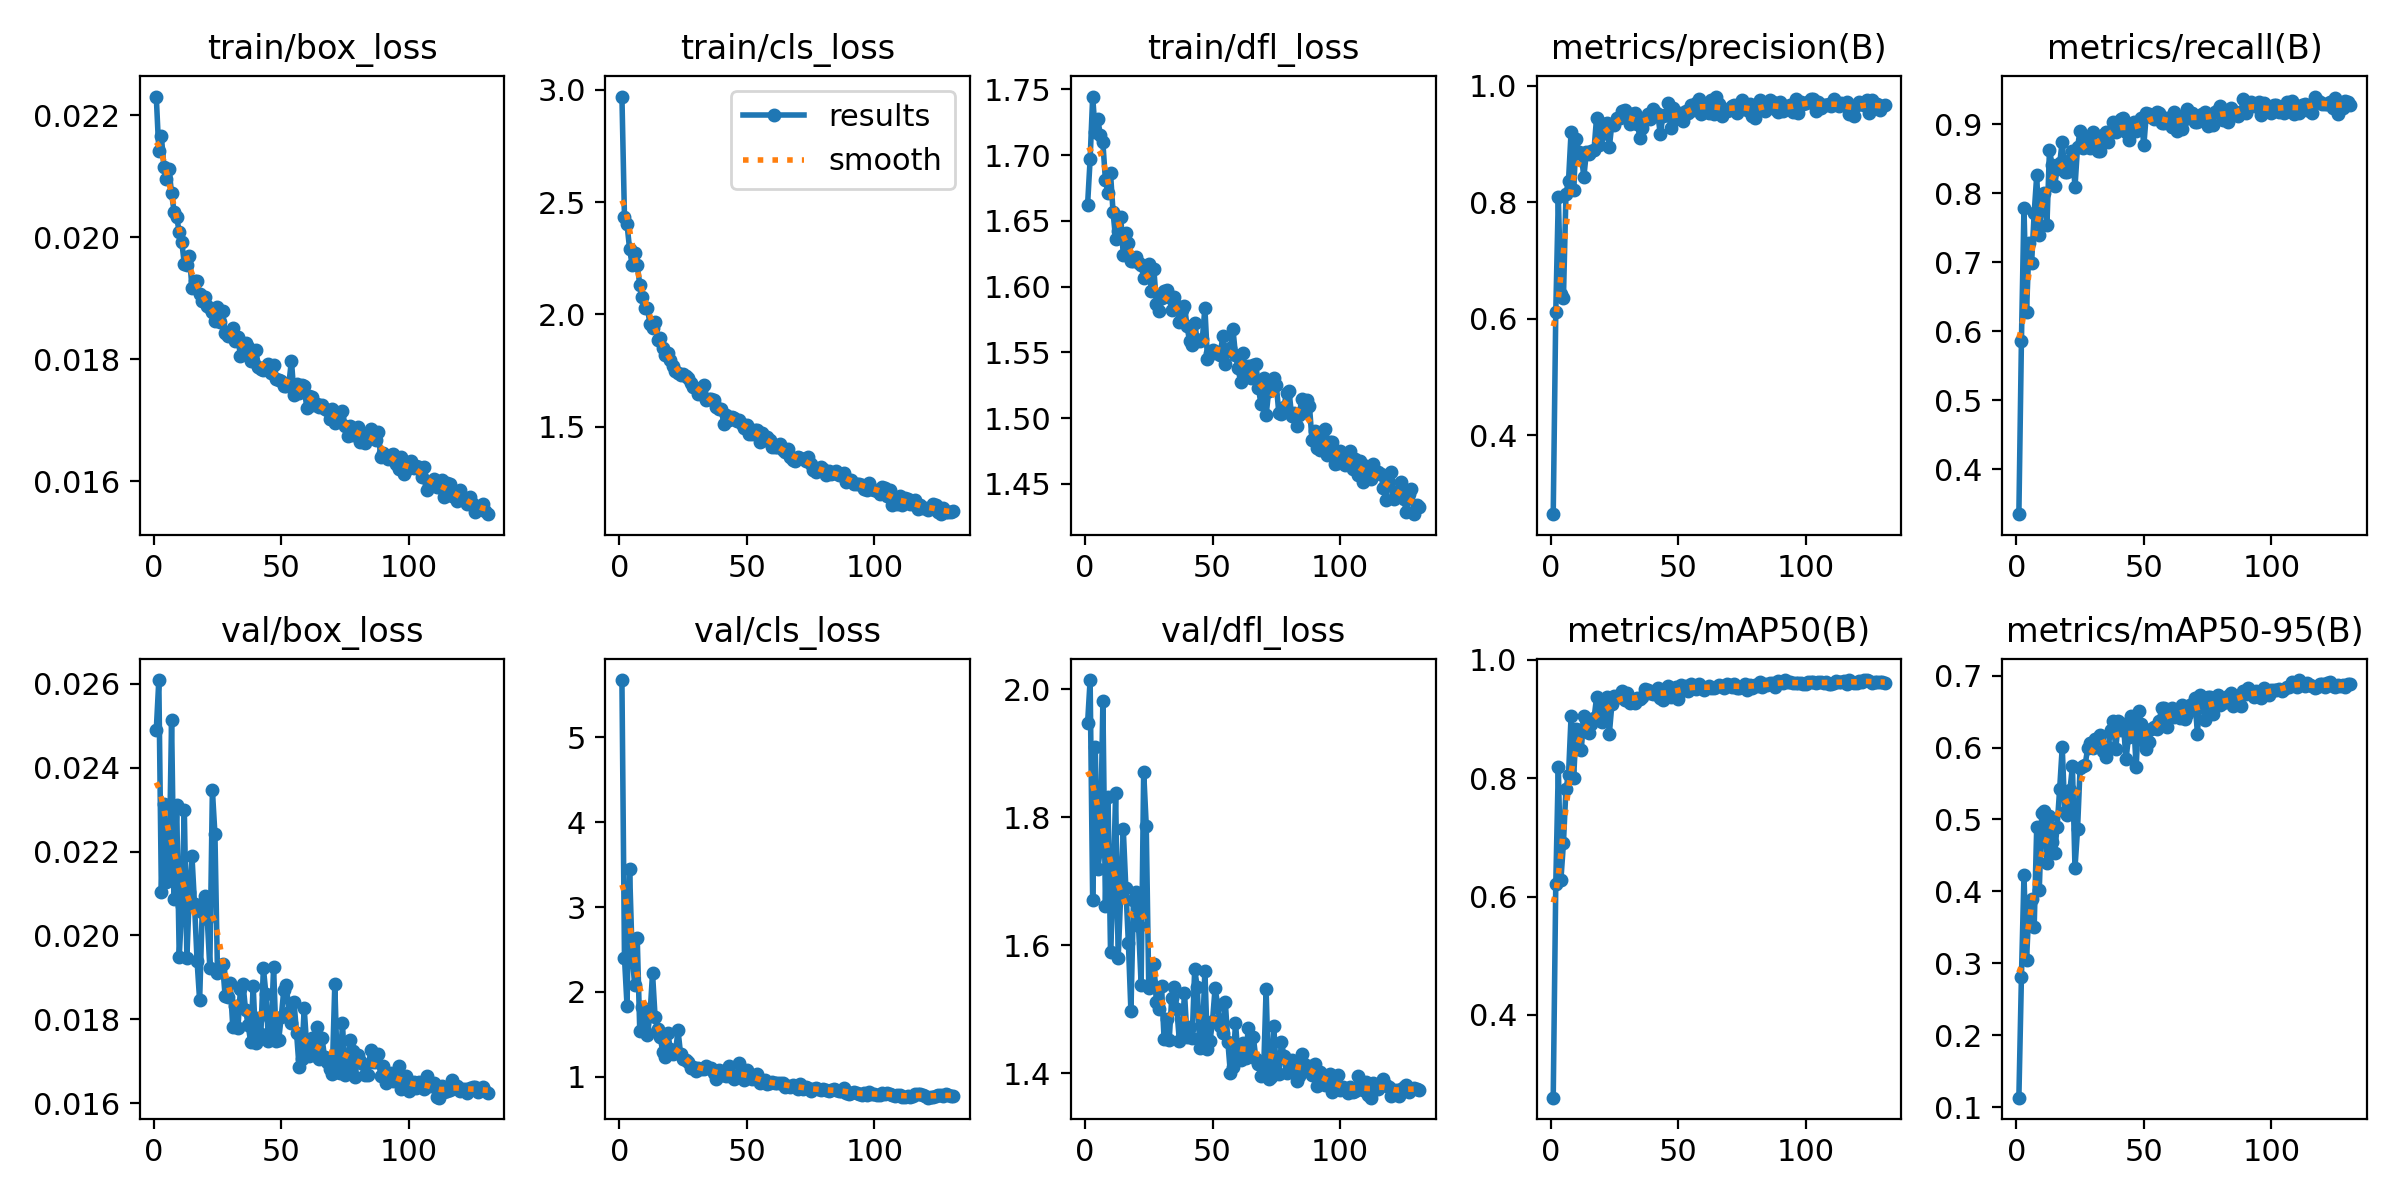 train/box_loss
train/cls_loss
train/dfl_loss
metrics/precision(B)
metrics/recall(B)
0.022
0.020
0.018
0.016
0 50 100
3.0
2.5
2.0
1.5
0 50 100
results
smooth
1.75
1.70
1.65
1.60
1.55
1.50
1.45
0 50 100
1.0
0.8
0.6
0.4
0 50 100
0.9
0.8
0.7
0.6
0.5
0.4
0 50 100
val/box_loss
val/cls_loss
val/dfl_loss
metrics/mAP50(B)
metrics/mAP50-95(B)
0.026
0.024
0.022
0.020
0.018
0.016
0 50 100
5
4
3
2
1
0 50 100
2.0
1.8
1.6
1.4
0 50 100
1.0
0.8
0.6
0.4
0 50 100
0.7
0.6
0.5
0.4
0.3
0.2
0.1
0 50 100